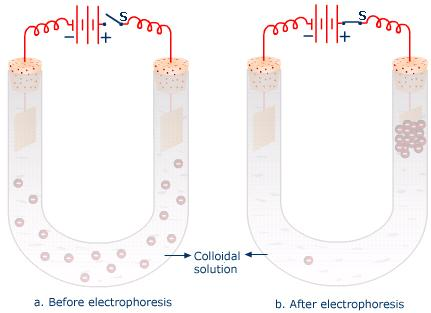 S
− +
S
− +
Colloidal
solution
a. Before electrophoresis
b. After electrophoresis